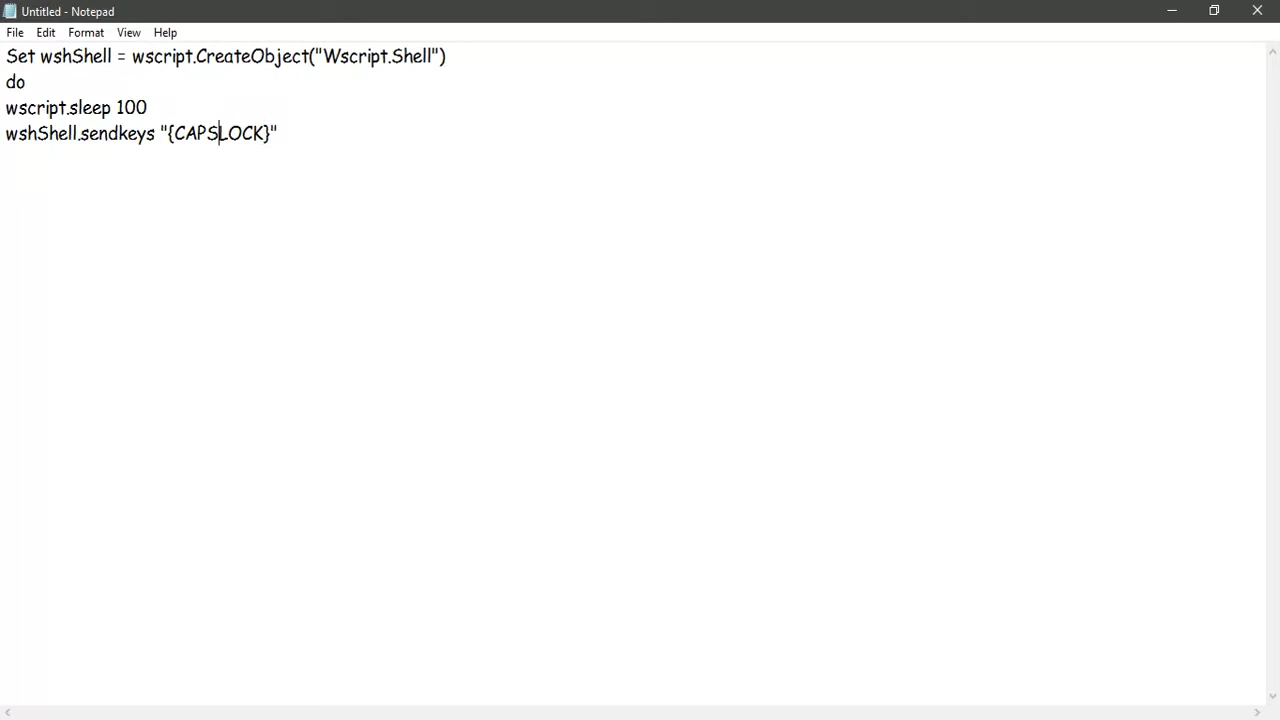 Untitled - Notepad
File Edit Format View Help
Set wshShell = wscript.CreateObject("Wscript.Shell")
do
wscript.sleep 100
wshShell.sendkeys "{CAPSLOCK}"